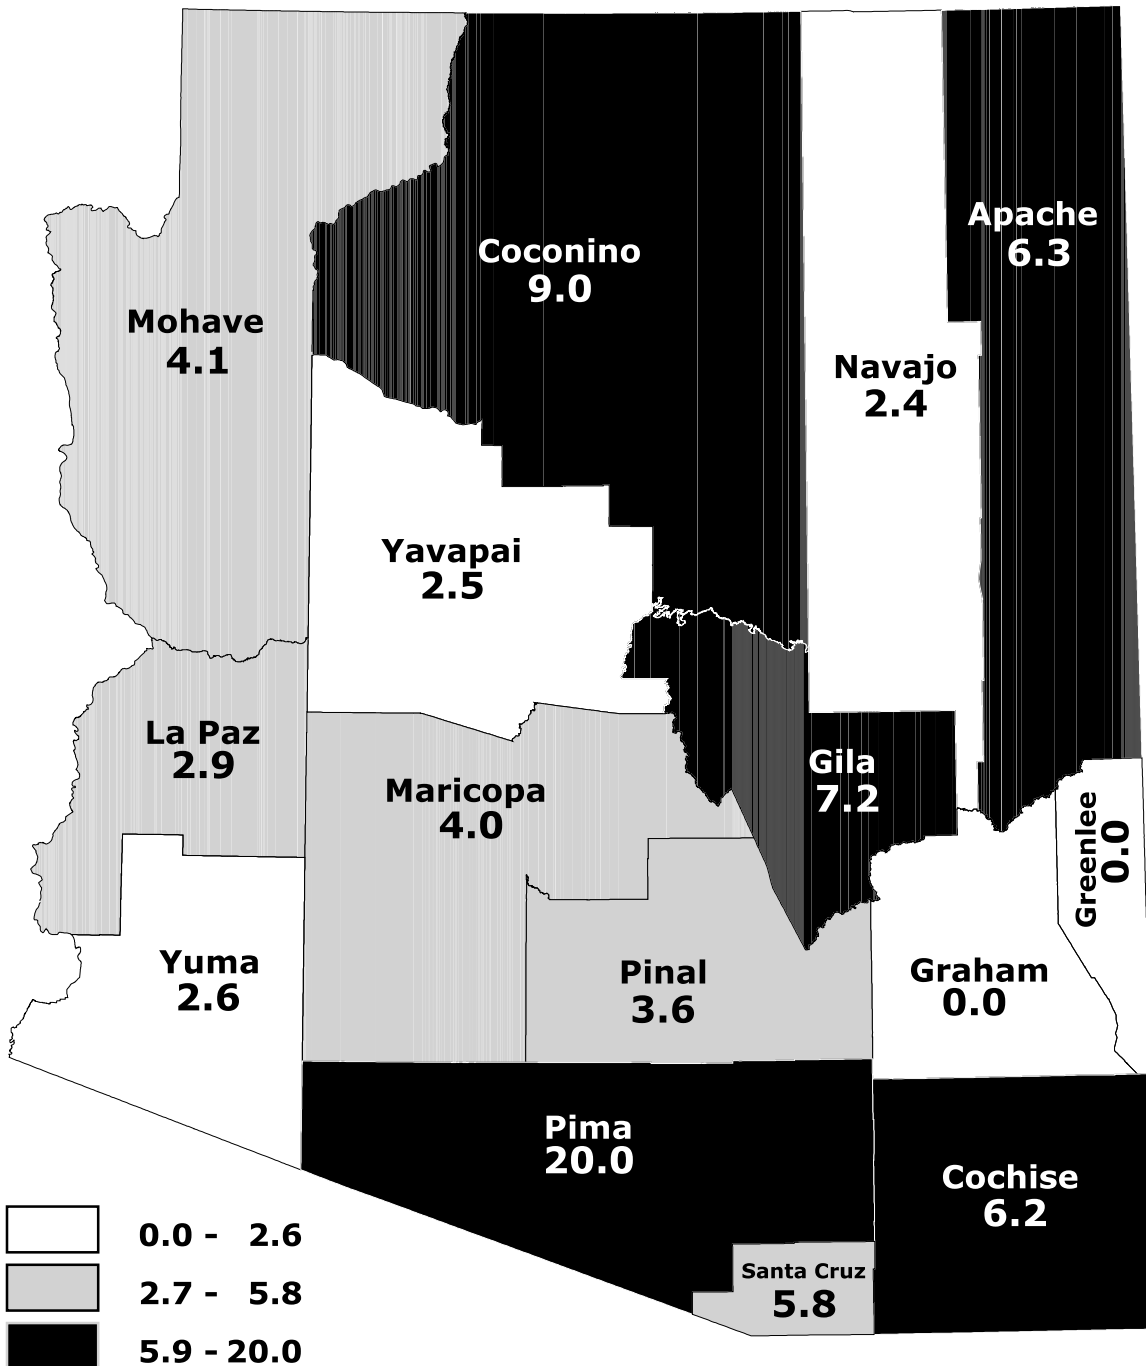 Apache
6.3
Coconino
9.0
Mohave
4.1
Navajo
2.4
Yavapai
2.5
La Paz
2.9
Maricopa
4.0
Gila
7.2
Greenlee
0.0
Yuma
2.6
Pinal
3.6
Graham
0.0
Pima
20.0
Cochise
6.2
Santa Cruz
5.8
0.0 - 2.6
2.7 - 5.8
5.9 - 20.0